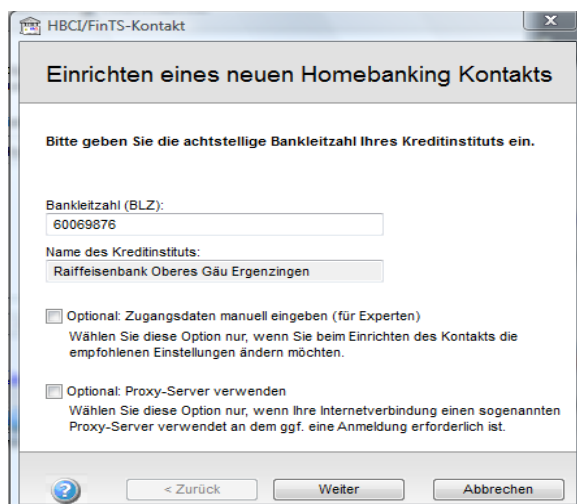 HBCI/FinTS-Kontakt
X
Einrichten eines neuen Homebanking Kontakts
Bitte geben Sie die achtstellige Bankleitzahl Ihres Kreditinstituts ein.
Bankleitzahl (BLZ):
60069876
Name des Kreditinstituts:
Raiffeisenbank Oberes Gäu Ergenzingen
Optional: Zugangsdaten manuell eingeben (für Experten)
Wählen Sie diese Option nur, wenn Sie beim Einrichten des Kontakts die
empfohlenen Einstellungen ändern möchten.
Optional: Proxy-Server verwenden
Wählen Sie diese Option nur, wenn Ihre Internetverbindung einen sogenannten
Proxy-Server verwendet an dem ggf. eine Anmeldung erforderlich ist.
? < Zurück Weiter Abbrechen